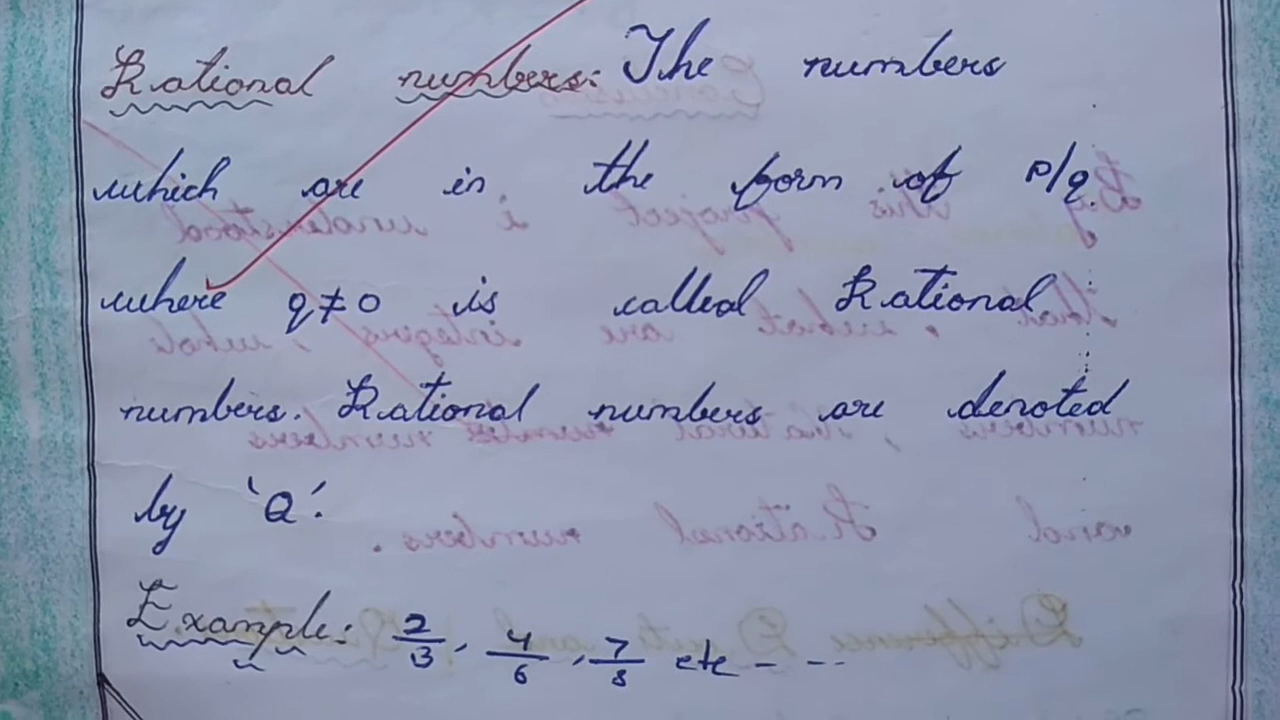 Rational numbers: The numbers
which are in the form of P/q.
where q≠0 is called Rational
numbers. Rational numbers are denoted
by 'Q'.
Example: 2/3, 4/6, 7/8 etc - - -